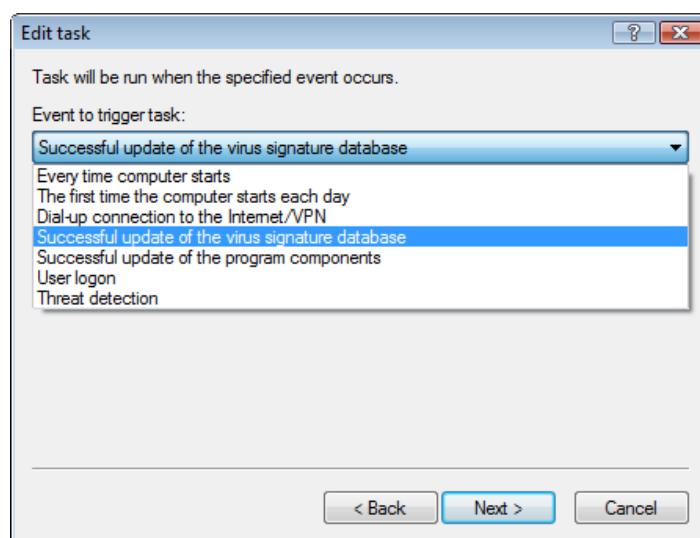 Edit task
?
Task will be run when the specified event occurs.
Event to trigger task:
Successful update of the virus signature database
Every time computer starts
The first time the computer starts each day
Dial-up connection to the Internet/VPN
Successful update of the virus signature database
Successful update of the program components
User logon
Threat detection
< Back Next > Cancel